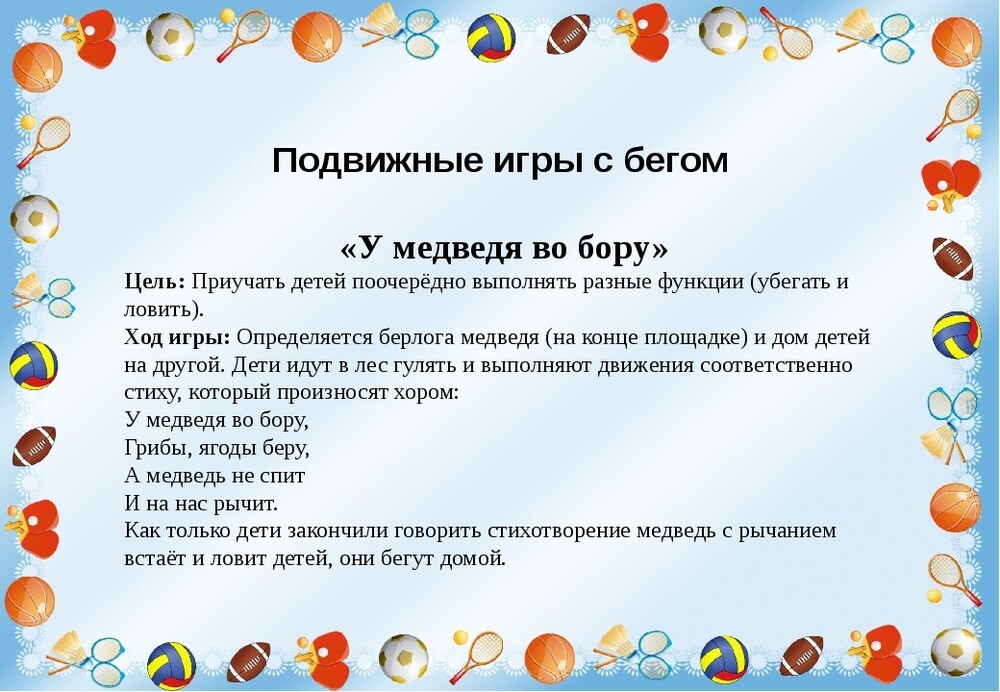 Подвижные игры с бегом
«У медведя во бору»
Цель: Приучать детей поочерёдно выполнять разные функции (убегать и
ловить).
Ход игры: Определяется берлога медведя (на конце площадке) и дом детей
на другой. Дети идут в лес гулять и выполняют движения соответственно
стиху, который произносят хором:
У медведя во бору,
Грибы, ягоды беру,
А медведь не спит
И на нас рычит.
Как только дети закончили говорить стихотворение медведь с рычанием
встаёт и ловит детей, они бегут домой.